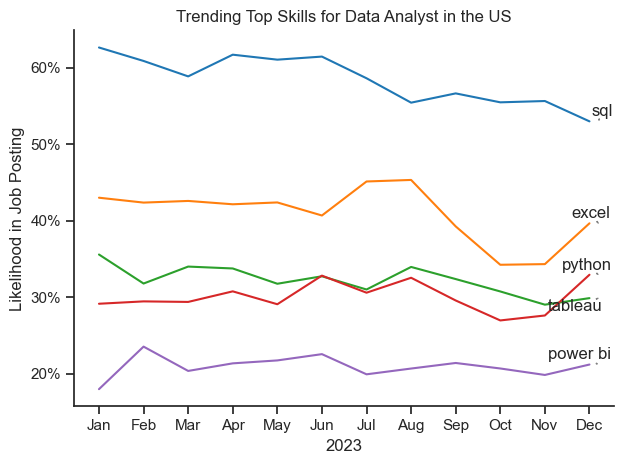 Trending Top Skills for Data Analyst in the US
Likelihood in Job Posting
60%
50%
40%
30%
20%
sql
excel
python
tableau
power bi
Jan Feb Mar Apr May Jun Jul Aug Sep Oct Nov Dec
2023